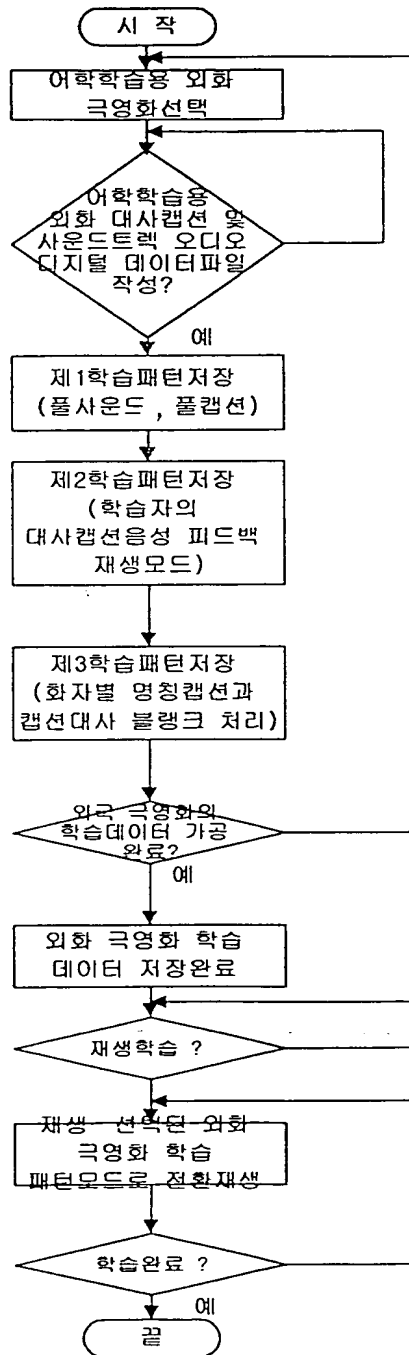 시 작
어학학습용 외화
극영화선택
어학학습용
외화 대사캡션 및
사운드트렉 오디오
디지털 데이터파일
작성?
예
제1학습패턴저장
(풀사운드, 풀캡션)
제2학습패턴저장
(학습자의
대사캡션음성 피드백
재생모드)
제3학습패턴저장
(화자별 명칭캡션과
캡션대사 블랭크 처리)
외국 극영화의
학습데이터 가공
완료?
예
외화 극영화 학습
데이터 저장완료
재생학습 ?
재생 선택된 외화
극영화 학습
패턴모드로 전환재생
학습완료 ?
예
끝